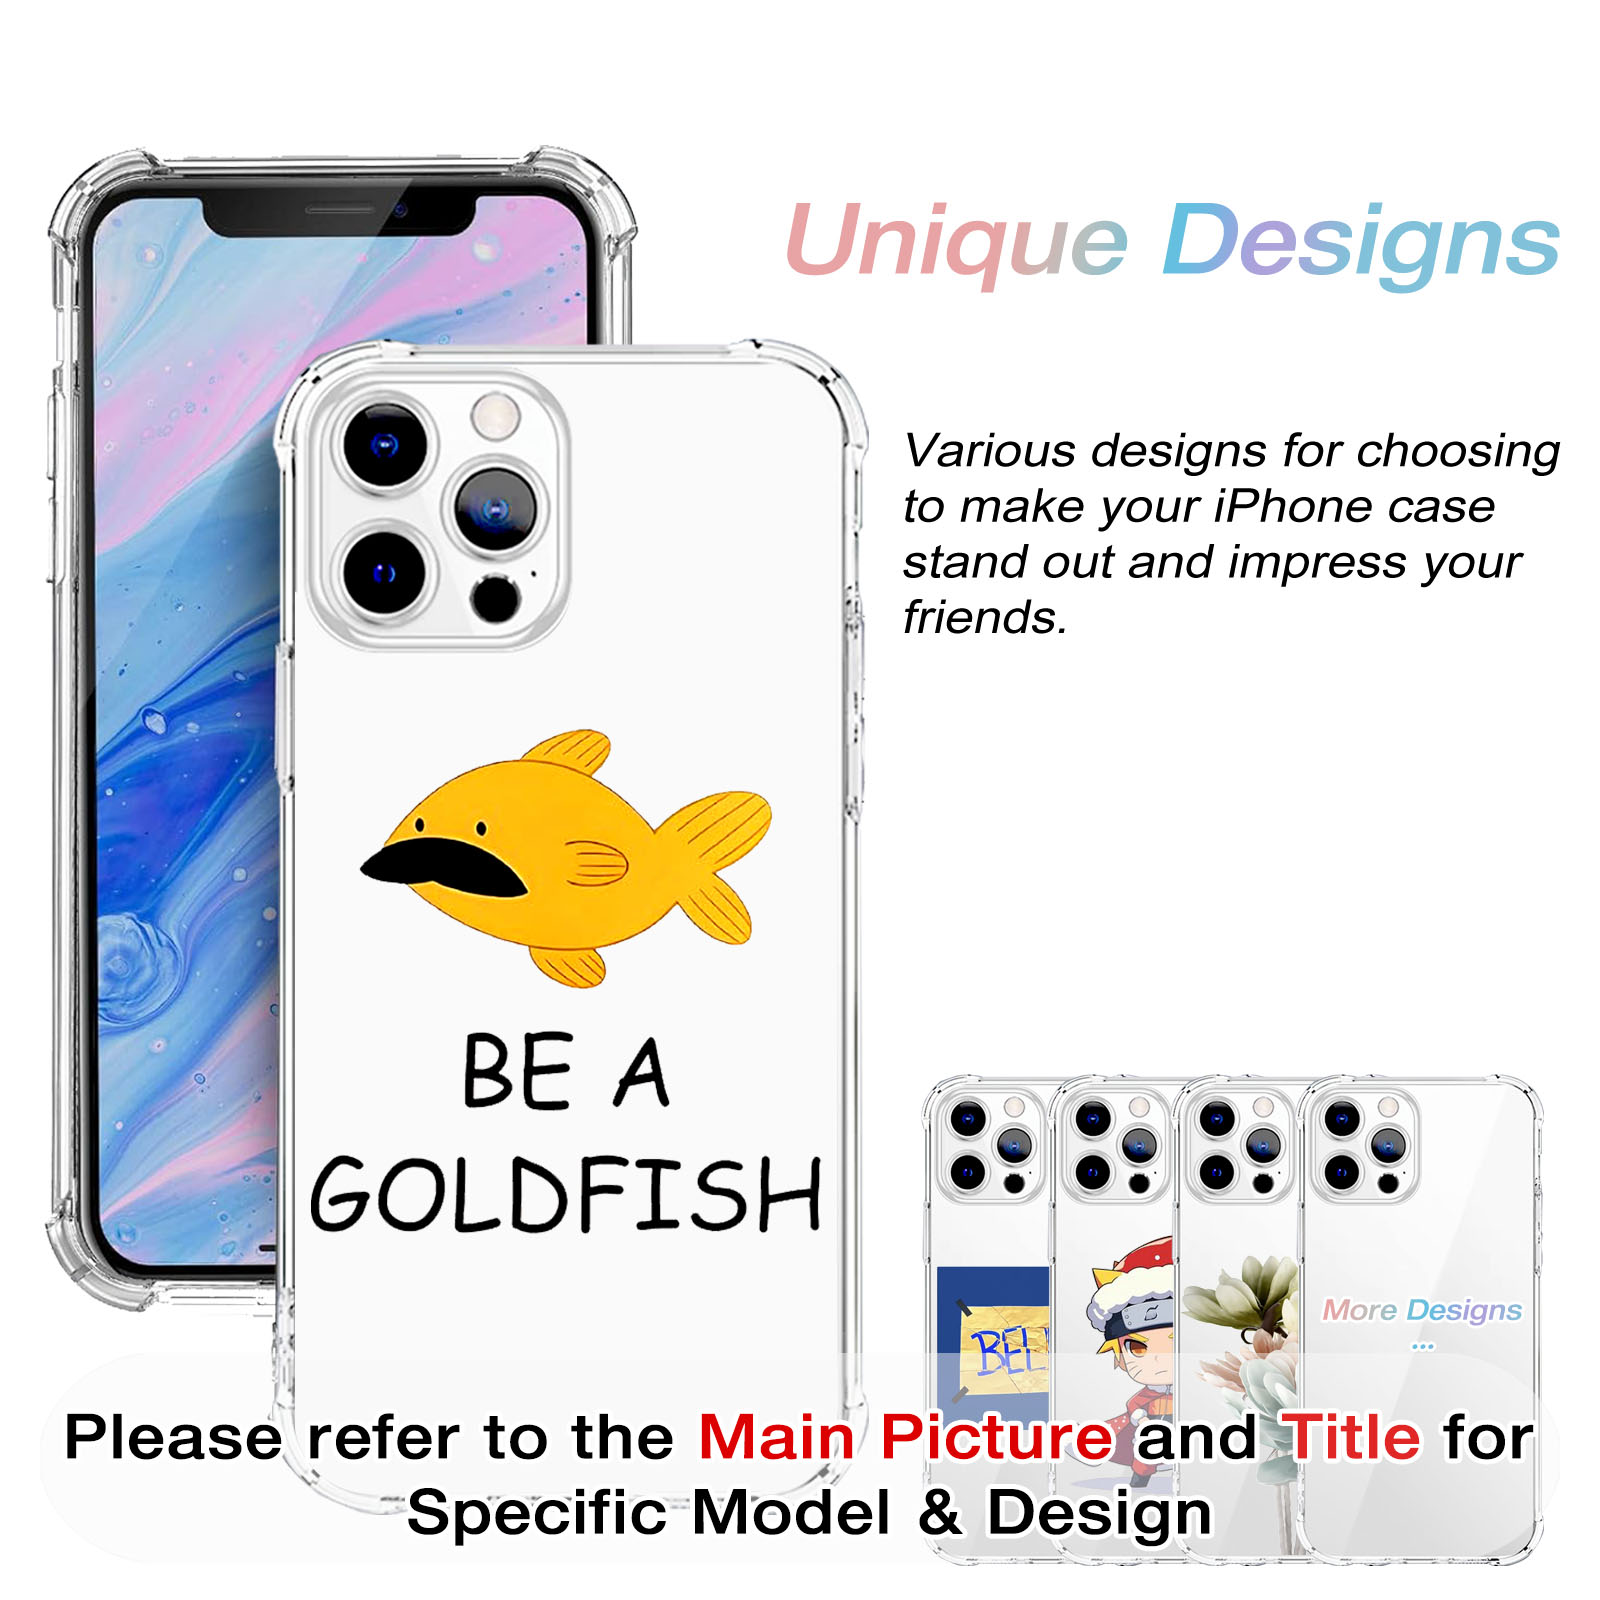 Unique Designs
Various designs for choosing
to make your iPhone case
stand out and impress your
friends.
BE A
GOLDFISH
More Designs
...
Please refer to the Main Picture and Title for
Specific Model & Design